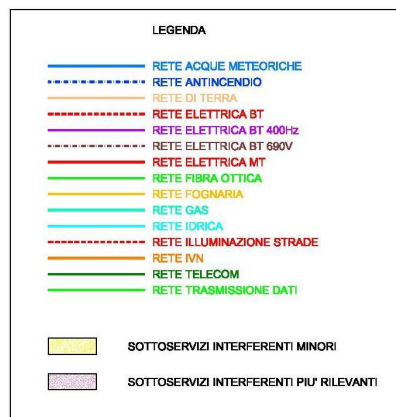 LEGENDA
RETE ACQUE METEORICHE
RETE ANTINCENDIO
RETE DI TERRA
RETE ELETTRICA BT
RETE ELETTRICA BT 400Hz
RETE ELETTRICA BT 690V
RETE ELETTRICA MT
RETE FIBRA OTTICA
RETE FOGNARIA
RETE GAS
RETE IDRICA
RETE ILLUMINAZIONE STRADE
RETE IVN
RETE TELECOM
RETE TRASMISSIONE DATI
SOTTOSERVIZI INTERFERENTI MINORI
SOTTOSERVIZI INTERFERENTI PIU' RILEVANTI